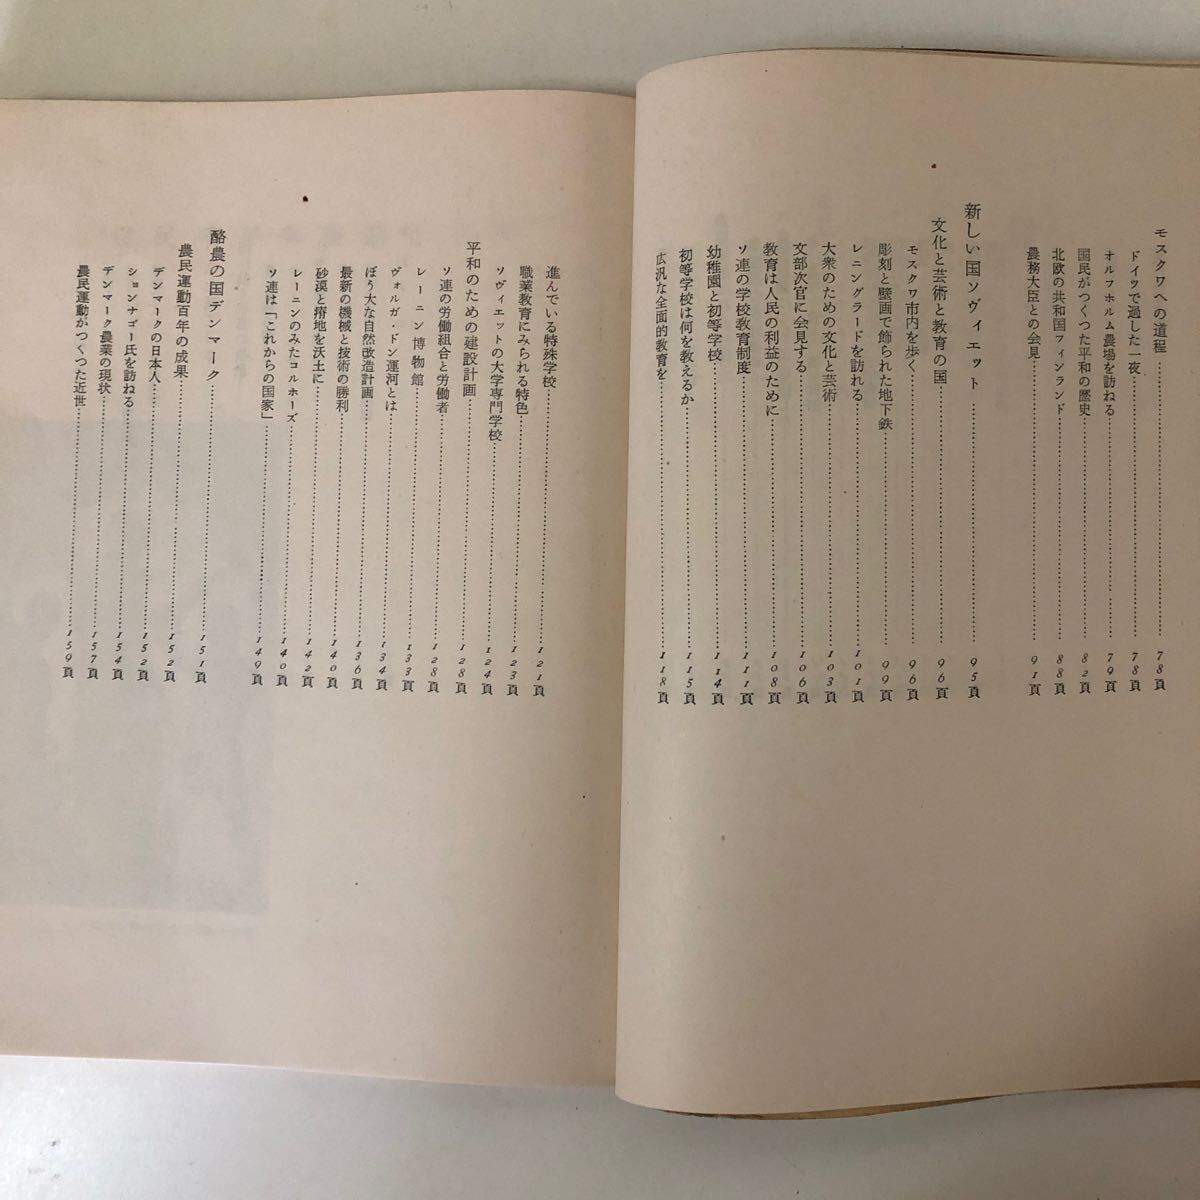 モスクワへの道程……78頁
ドイツで過した一夜……78頁
オルフホルム農場を訪ねる……79頁
国民がつくつた平和の歴史……82頁
北欧の共和国フィンランド……88頁
農務大臣との会見……91頁
新しい国ソヴィエット……95頁
文化と芸術と教育の国……96頁
モスクワ市内を歩く……96頁
彫刻と壁画で飾られた地下鉄……99頁
レニングラードを訪れる……101頁
大衆のための文化と芸術……103頁
文部次官に会見する……106頁
教育は人民の利益のために……108頁
ソ連の学校教育制度……111頁
幼稚園と初等学校……114頁
初等学校は何を教えるか……115頁
広汎な全面的教育を……118頁
進んでいる特殊学校……121頁
職業教育にみられる特色……123頁
ソヴィエットの大学専門学校……124頁
平和のための建設計画……128頁
ソ連の労働組合と労働者……128頁
レーニン博物館……133頁
ヴォルガ・ドン運河とは……134頁
ぼう大な自然改造計画……136頁
最新の機械と技術の勝利……140頁
砂漠と瘠地を沃土に……142頁
レーニンのみたコルホーズ……140頁
ソ連は「これからの国家」……149頁
酪農の国デンマーク……151頁
農民運動百年の成果……152頁
デンマークの日本人……152頁
ションナゴー氏を訪ねる……154頁
デンマーク農業の現状……157頁
農民運動がつくつた近世……159頁